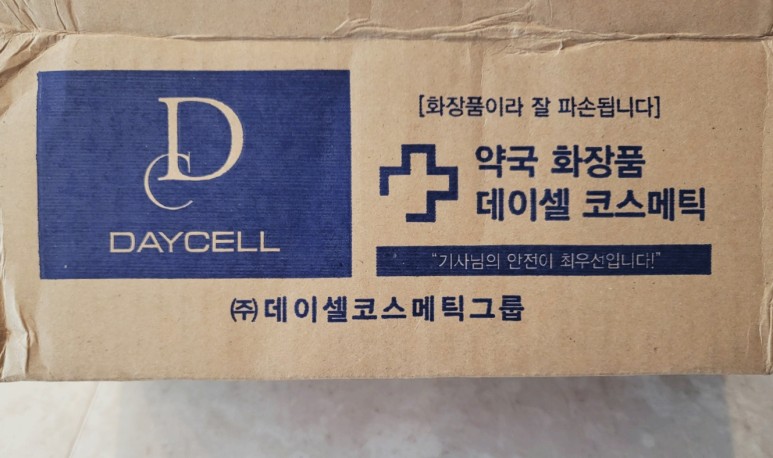 DC
DAYCELL
[화장품이라 잘 파손됩니다]
약국 화장품
데이셀 코스메틱
"기사님의 안전이 최우선입니다!"
㈜데이셀코스메틱그룹